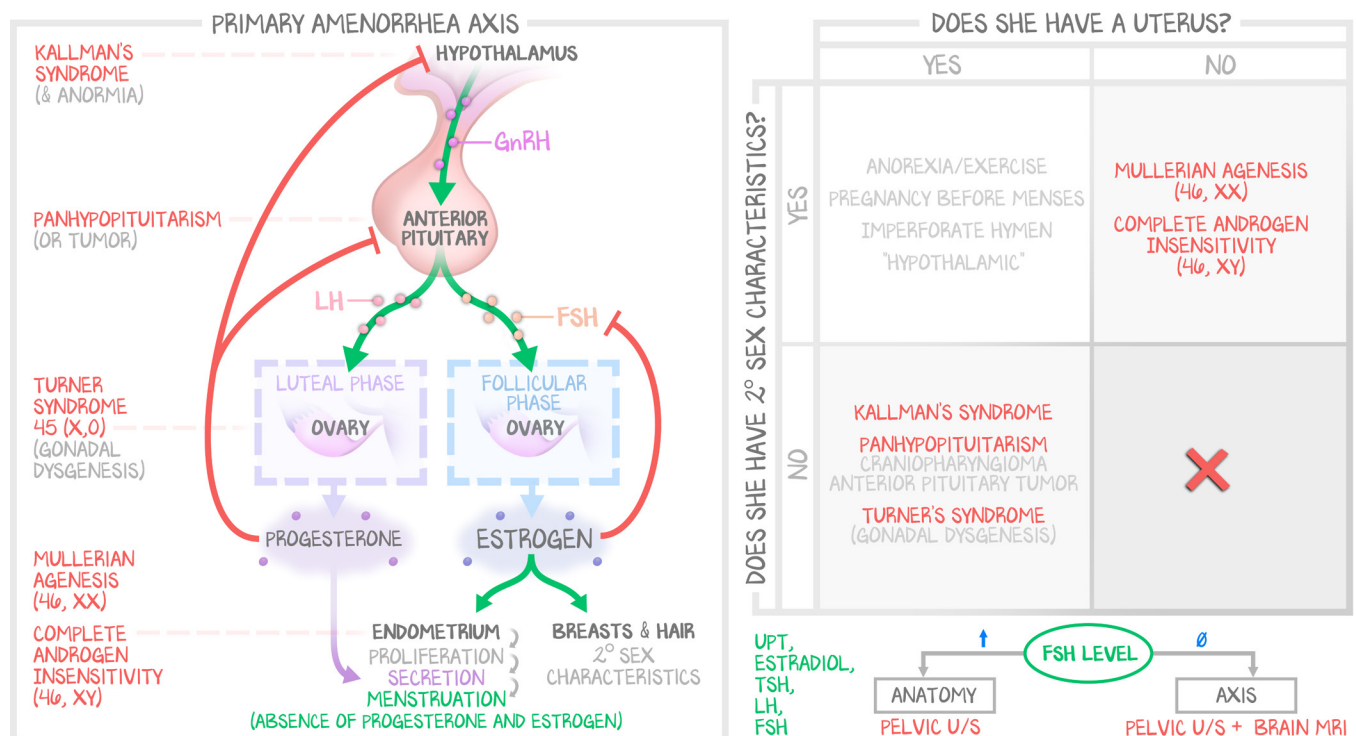 PRIMARY AMENORRHEA AXIS
KALLMAN'S
SYNDROME
(& ANORMIA)
HYPOTHALAMUS
GnRH
PANHYPOPITUITARISM
(OR TUMOR)
ANTERIOR
PITUITARY
LH
FSH
TURNER
SYNDROME
45 (X,O)
(GONADAL
DYSGENESIS)
LUTEAL PHASE
OVARY
FOLLICULAR
PHASE
OVARY
PROGESTERONE
ESTROGEN
MULLERIAN
AGENESIS
(46, XX)
COMPLETE
ANDROGEN
INSENSITIVITY
(46, XY)
ENDOMETRIUM
PROLIFERATION
SECRETION
MENSTRUATION
(ABSENCE OF PROGESTERONE AND ESTROGEN)
BREASTS & HAIR
2° SEX
CHARACTERISTICS
DOES SHE HAVE A UTERUS?
YES
NO
DOES SHE HAVE 2° SEX CHARACTERISTICS?
YES
ANOREXIA/EXERCISE
PREGNANCY BEFORE MENSES
IMPERFORATE HYMEN
"HYPOTHALAMIC"
MULLERIAN AGENESIS
(46, XX)
COMPLETE ANDROGEN
INSENSITIVITY
(46, XY)
NO
KALLMAN'S SYNDROME
PANHYPOPITUITARISM
CRANIOPHARYNGIOMA
ANTERIOR PITUITARY TUMOR
TURNER'S SYNDROME
(GONADAL DYSGENESIS)
UPT,
ESTRADIOL,
TSH,
LH,
FSH
↑
FSH LEVEL
Ø
ANATOMY
PELVIC U/S
AXIS
PELVIC U/S + BRAIN MRI